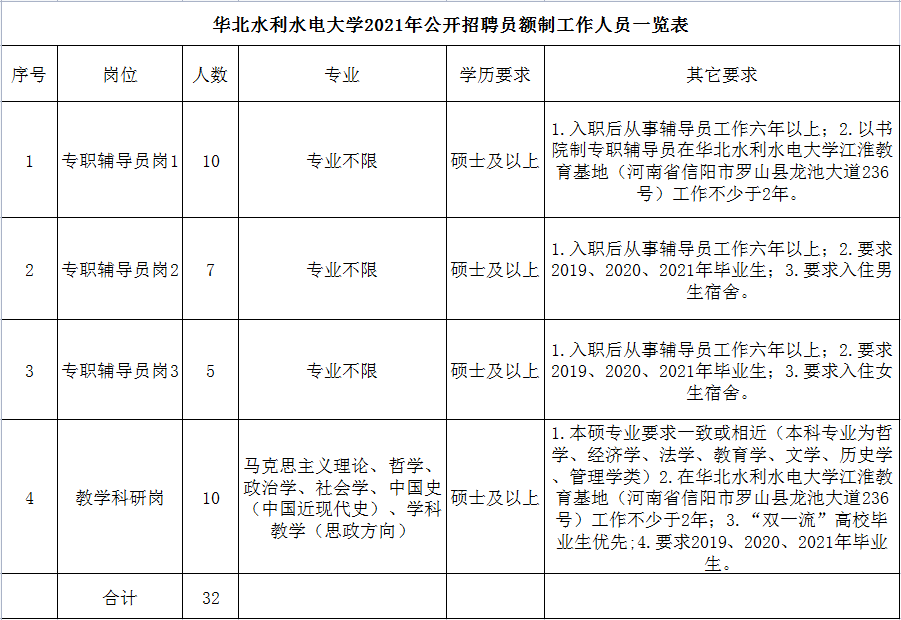 华北水利水电大学2021年公开招聘员额制工作人员一览表
序号 岗位 人数 专业 学历要求 其它要求
1 专职辅导员岗1 10 专业不限 硕士及以上
1.入职后从事辅导员工作六年以上；2.以书
院制专职辅导员在华北水利水电大学江淮教
育基地（河南省信阳市罗山县龙池大道236
号）工作不少于2年。
2 专职辅导员岗2 7 专业不限 硕士及以上
1.入职后从事辅导员工作六年以上；2.要求
2019、2020、2021年毕业生；3.要求入住男
生宿舍。
3 专职辅导员岗3 5 专业不限 硕士及以上
1.入职后从事辅导员工作六年以上；2.要求
2019、2020、2021年毕业生；3.要求入住女
生宿舍。
4 教学科研岗 10
马克思主义理论、哲学、
政治学、社会学、中国史
（中国近现代史）、学科
教学（思政方向）
硕士及以上
1.本硕专业要求一致或相近（本科专业为哲
学、经济学、法学、教育学、文学、历史学
、管理学类）2.在华北水利水电大学江淮教
育基地（河南省信阳市罗山县龙池大道236
号）工作不少于2年；3.“双一流”高校毕
业生优先;4.要求2019、2020、2021年毕业
生。
合计 32